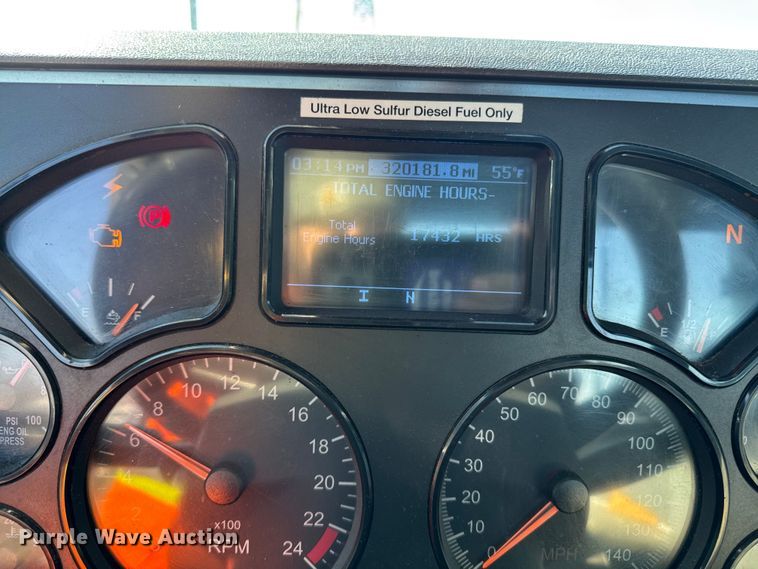 Ultra Low Sulfur Diesel Fuel Only
03:14 PM 320181.8 MI 55°F
-TOTAL ENGINE HOURS-
Total
Engine Hours 17432 HRS
I N
P
N
E F
E 1/2
PSI 100
ENG OIL
PRESS
4 6 8 10 12 14 16 18 20 22 24
x100
RPM
0 10 20 30 40 50 60 70 80 90 100 110 120 130 140
MPH
Purple Wave Auction